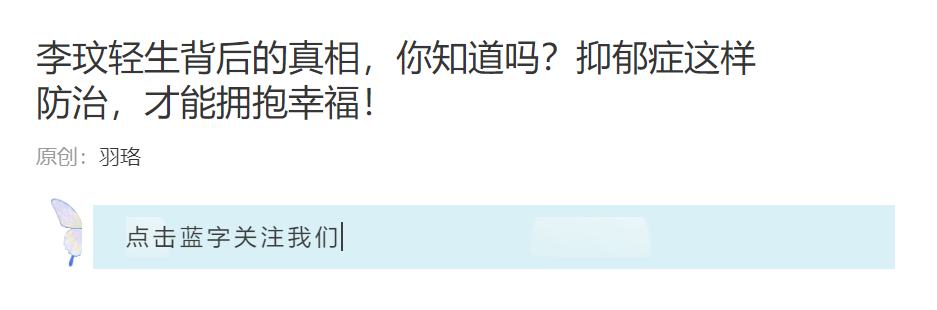 李玟轻生背后的真相，你知道吗？抑郁症这样
防治，才能拥抱幸福！
原创：羽珞
点击蓝字关注我们